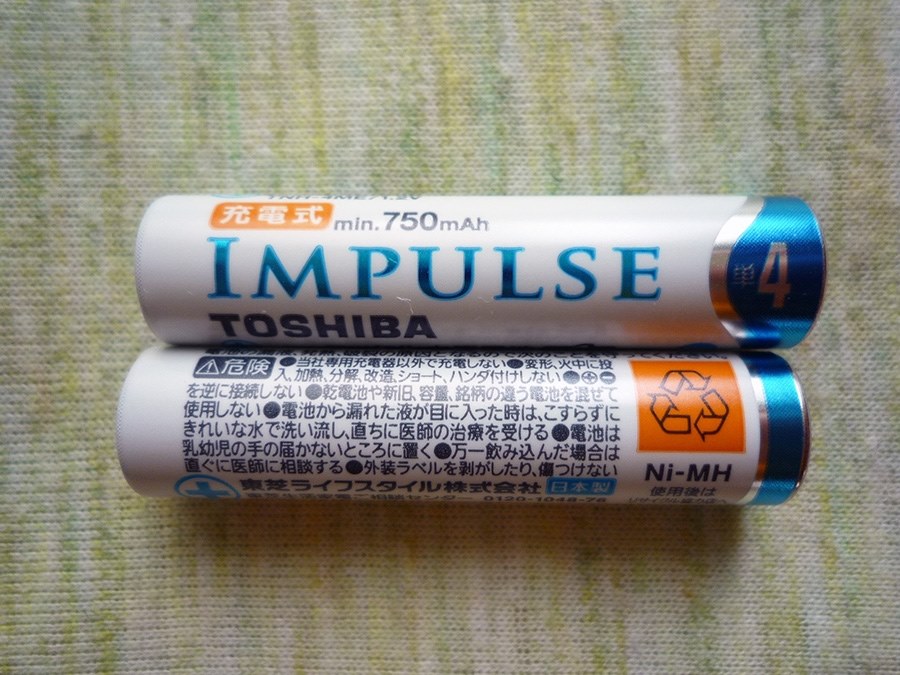 充電式 min.750mAh
IMPULSE
TOSHIBA
単4
⚠危険 ●当社専用充電器以外で充電しない ●変形、火中に投
入、加熱、分解、改造、ショート、ハンダ付けしない ●⊕⊖
を逆に接続しない ●乾電池や新旧、容量、銘柄の違う電池を混ぜて
使用しない ●電池から漏れた液が目に入った時は、こすらずに
きれいな水で洗い流し、直ちに医師の治療を受ける ●電池は
乳幼児の手の届かないところに置く ●万一飲み込んだ場合は
直ぐに医師に相談する ●外装ラベルを剥がしたり、傷つけない
東芝ライフスタイル株式会社 日本製
Ni-MH
使用後は